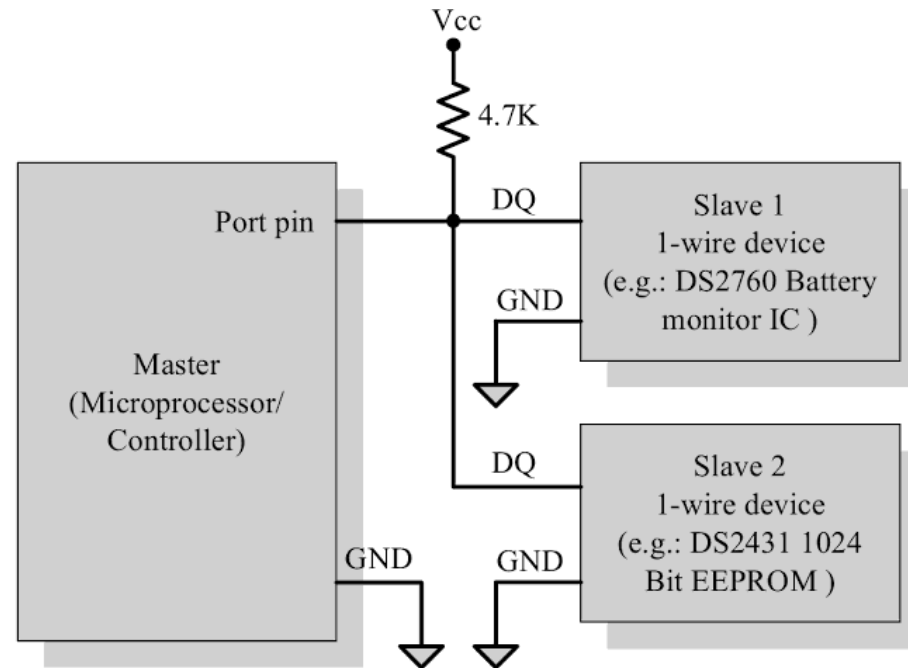 Vcc
4.7K
Port pin
Master
(Microprocessor/
Controller)
GND
DQ
GND
Slave 1
1-wire device
(e.g.: DS2760 Battery
monitor IC )
DQ
GND
Slave 2
1-wire device
(e.g.: DS2431 1024
Bit EEPROM )